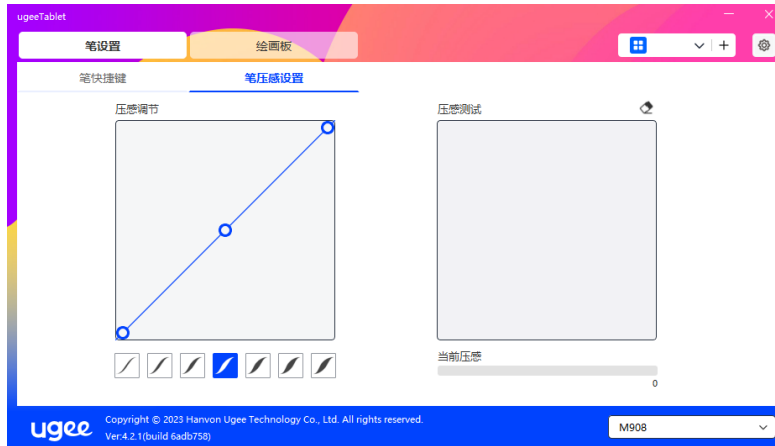 ugeeTablet
笔设置
绘画板
笔快捷键
笔压感设置
压感调节
压感测试
当前压感
0
ugee
Copyright © 2023 Hanvon Ugee Technology Co., Ltd. All rights reserved.
Ver:4.2.1(build 6adb758)
M908